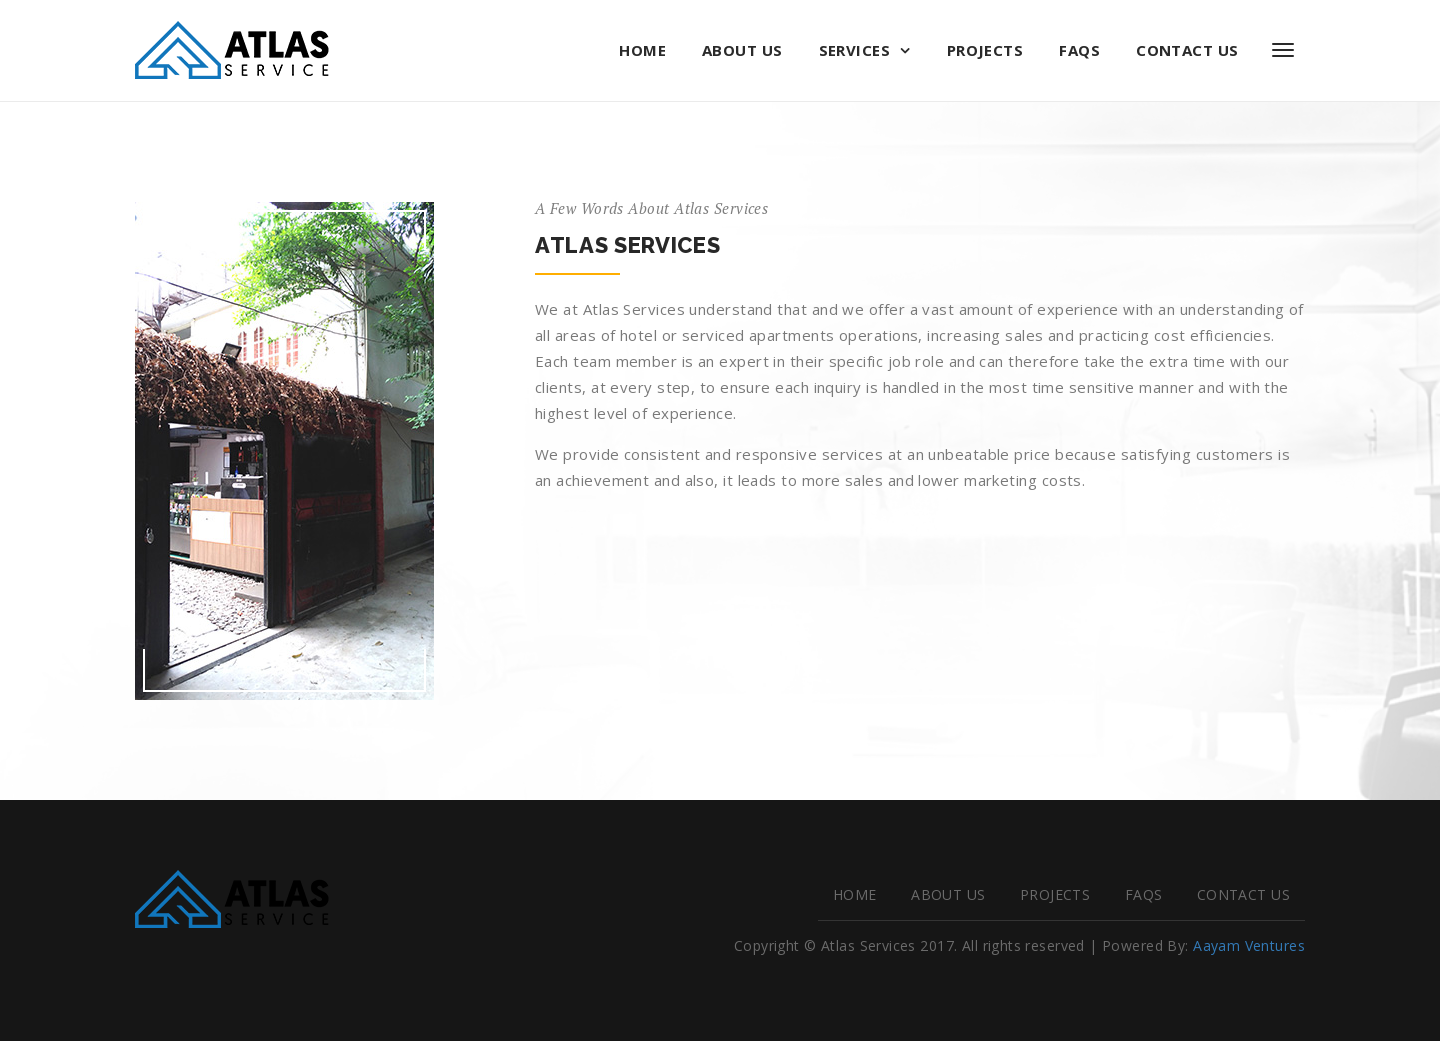 ATLAS
SERVICE
HOME ABOUT US SERVICES PROJECTS FAQS CONTACT US
A Few Words About Atlas Services
ATLAS SERVICES
We at Atlas Services understand that and we offer a vast amount of experience with an understanding of
all areas of hotel or serviced apartments operations, increasing sales and practicing cost efficiencies.
Each team member is an expert in their specific job role and can therefore take the extra time with our
clients, at every step, to ensure each inquiry is handled in the most time sensitive manner and with the
highest level of experience.
We provide consistent and responsive services at an unbeatable price because satisfying customers is
an achievement and also, it leads to more sales and lower marketing costs.
ATLAS
SERVICE
HOME ABOUT US PROJECTS FAQS CONTACT US
Copyright © Atlas Services 2017. All rights reserved | Powered By: Aayam Ventures